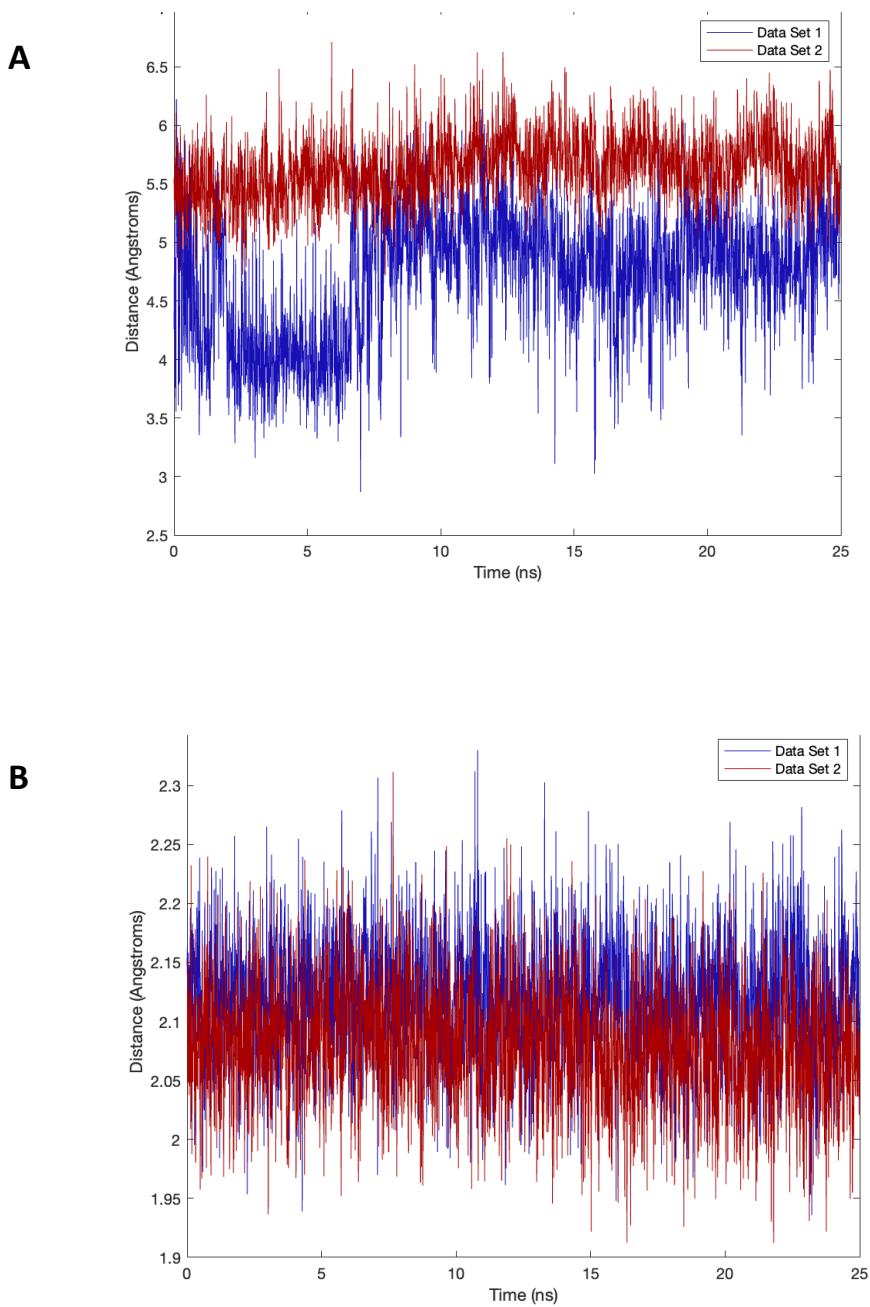 A
Data Set 1
Data Set 2
6.5
6
5.5
5
4.5
4
3.5
3
2.5
Distance (Angstroms)
0 5 10 15 20 25
Time (ns)
B
Data Set 1
Data Set 2
2.3
2.25
2.2
2.15
2.1
2.05
2
1.95
1.9
Distance (Angstroms)
0 5 10 15 20 25
Time (ns)